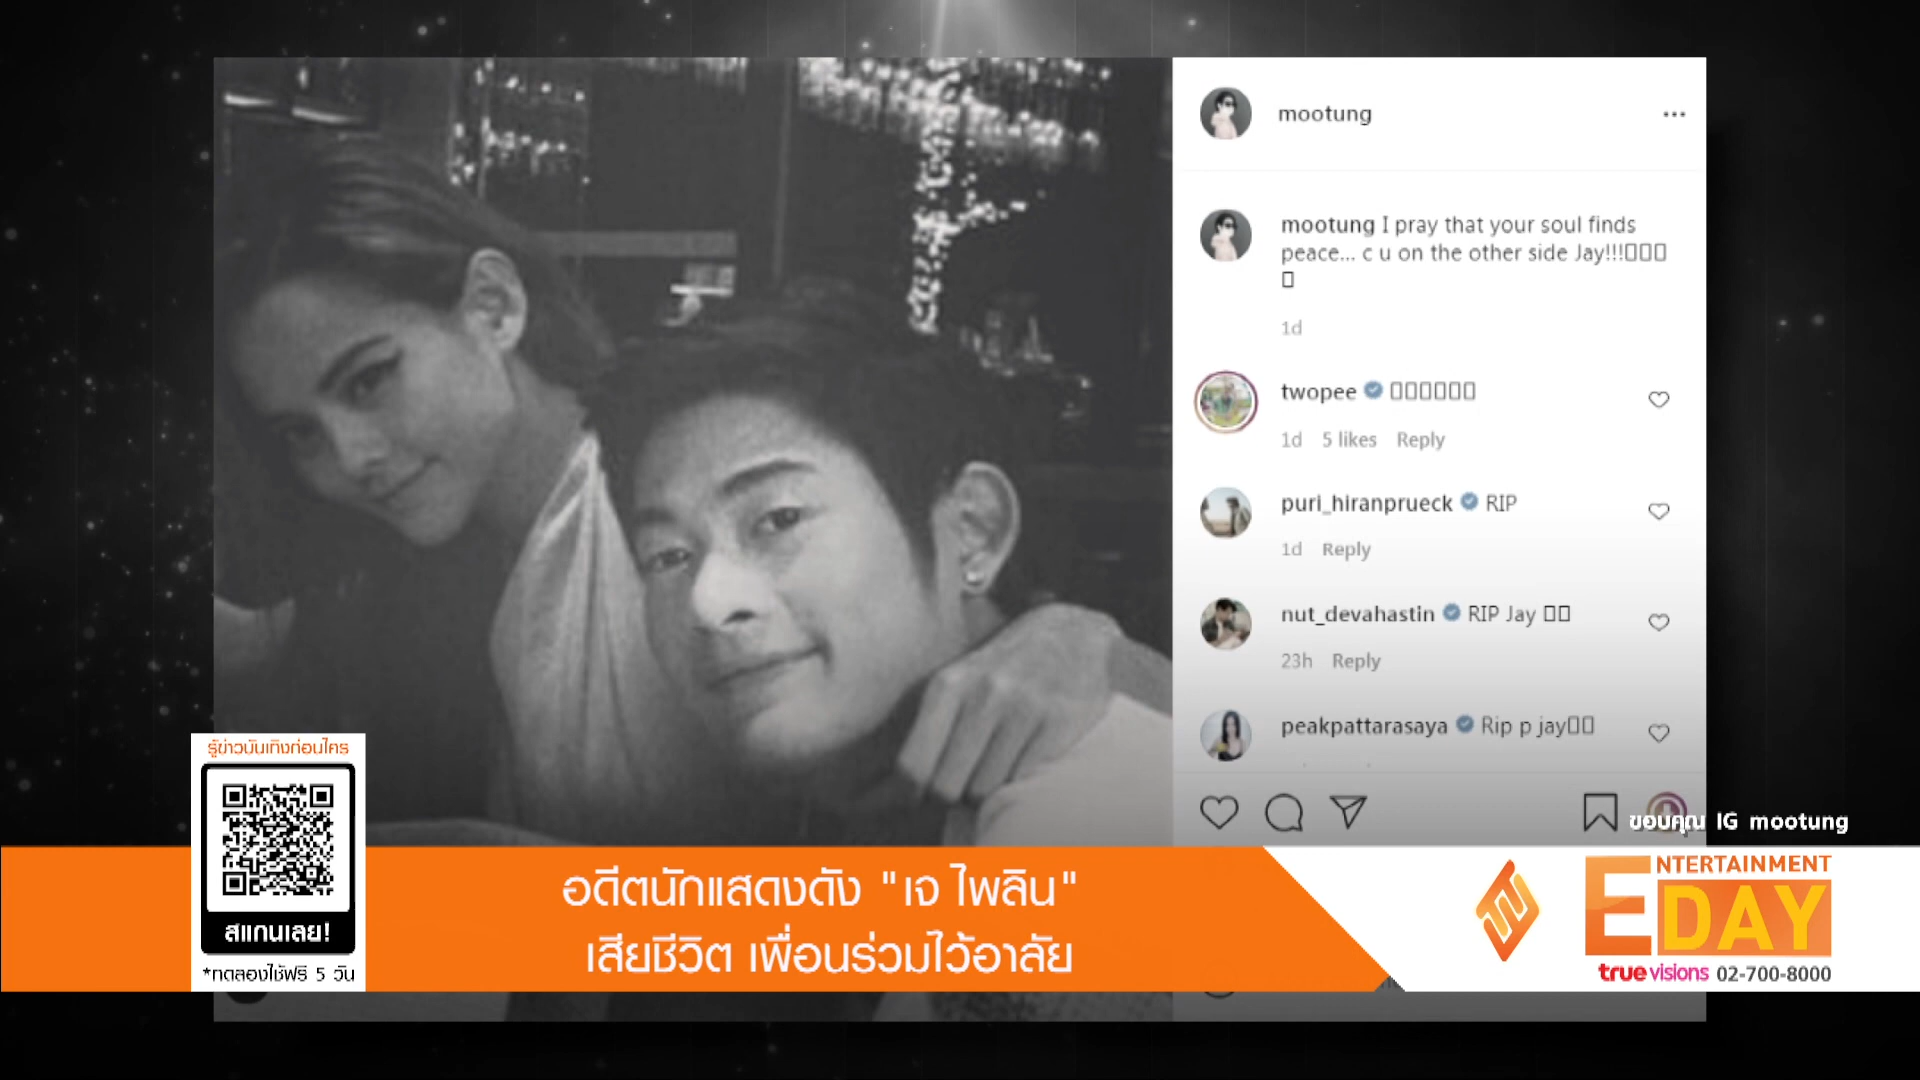 mootung
mootung I pray that your soul finds
peace... c u on the other side Jay!!!
1d
twopee
1d 5 likes Reply
puri_hiranprueck RIP
1d Reply
nut_devahastin RIP Jay
23h Reply
peakpattarasaya Rip p jay
ขอบคุณ IG mootung
รู้ข่าวบันเทิงก่อนใคร
สแกนเลย!
*ทดลองใช้ฟรี 5 วัน
อดีตนักแสดงดัง "เจ ไพลิน"
เสียชีวิต เพื่อนร่วมไว้อาลัย
ENTERTAINMENT
DAY
truevisions 02-700-8000